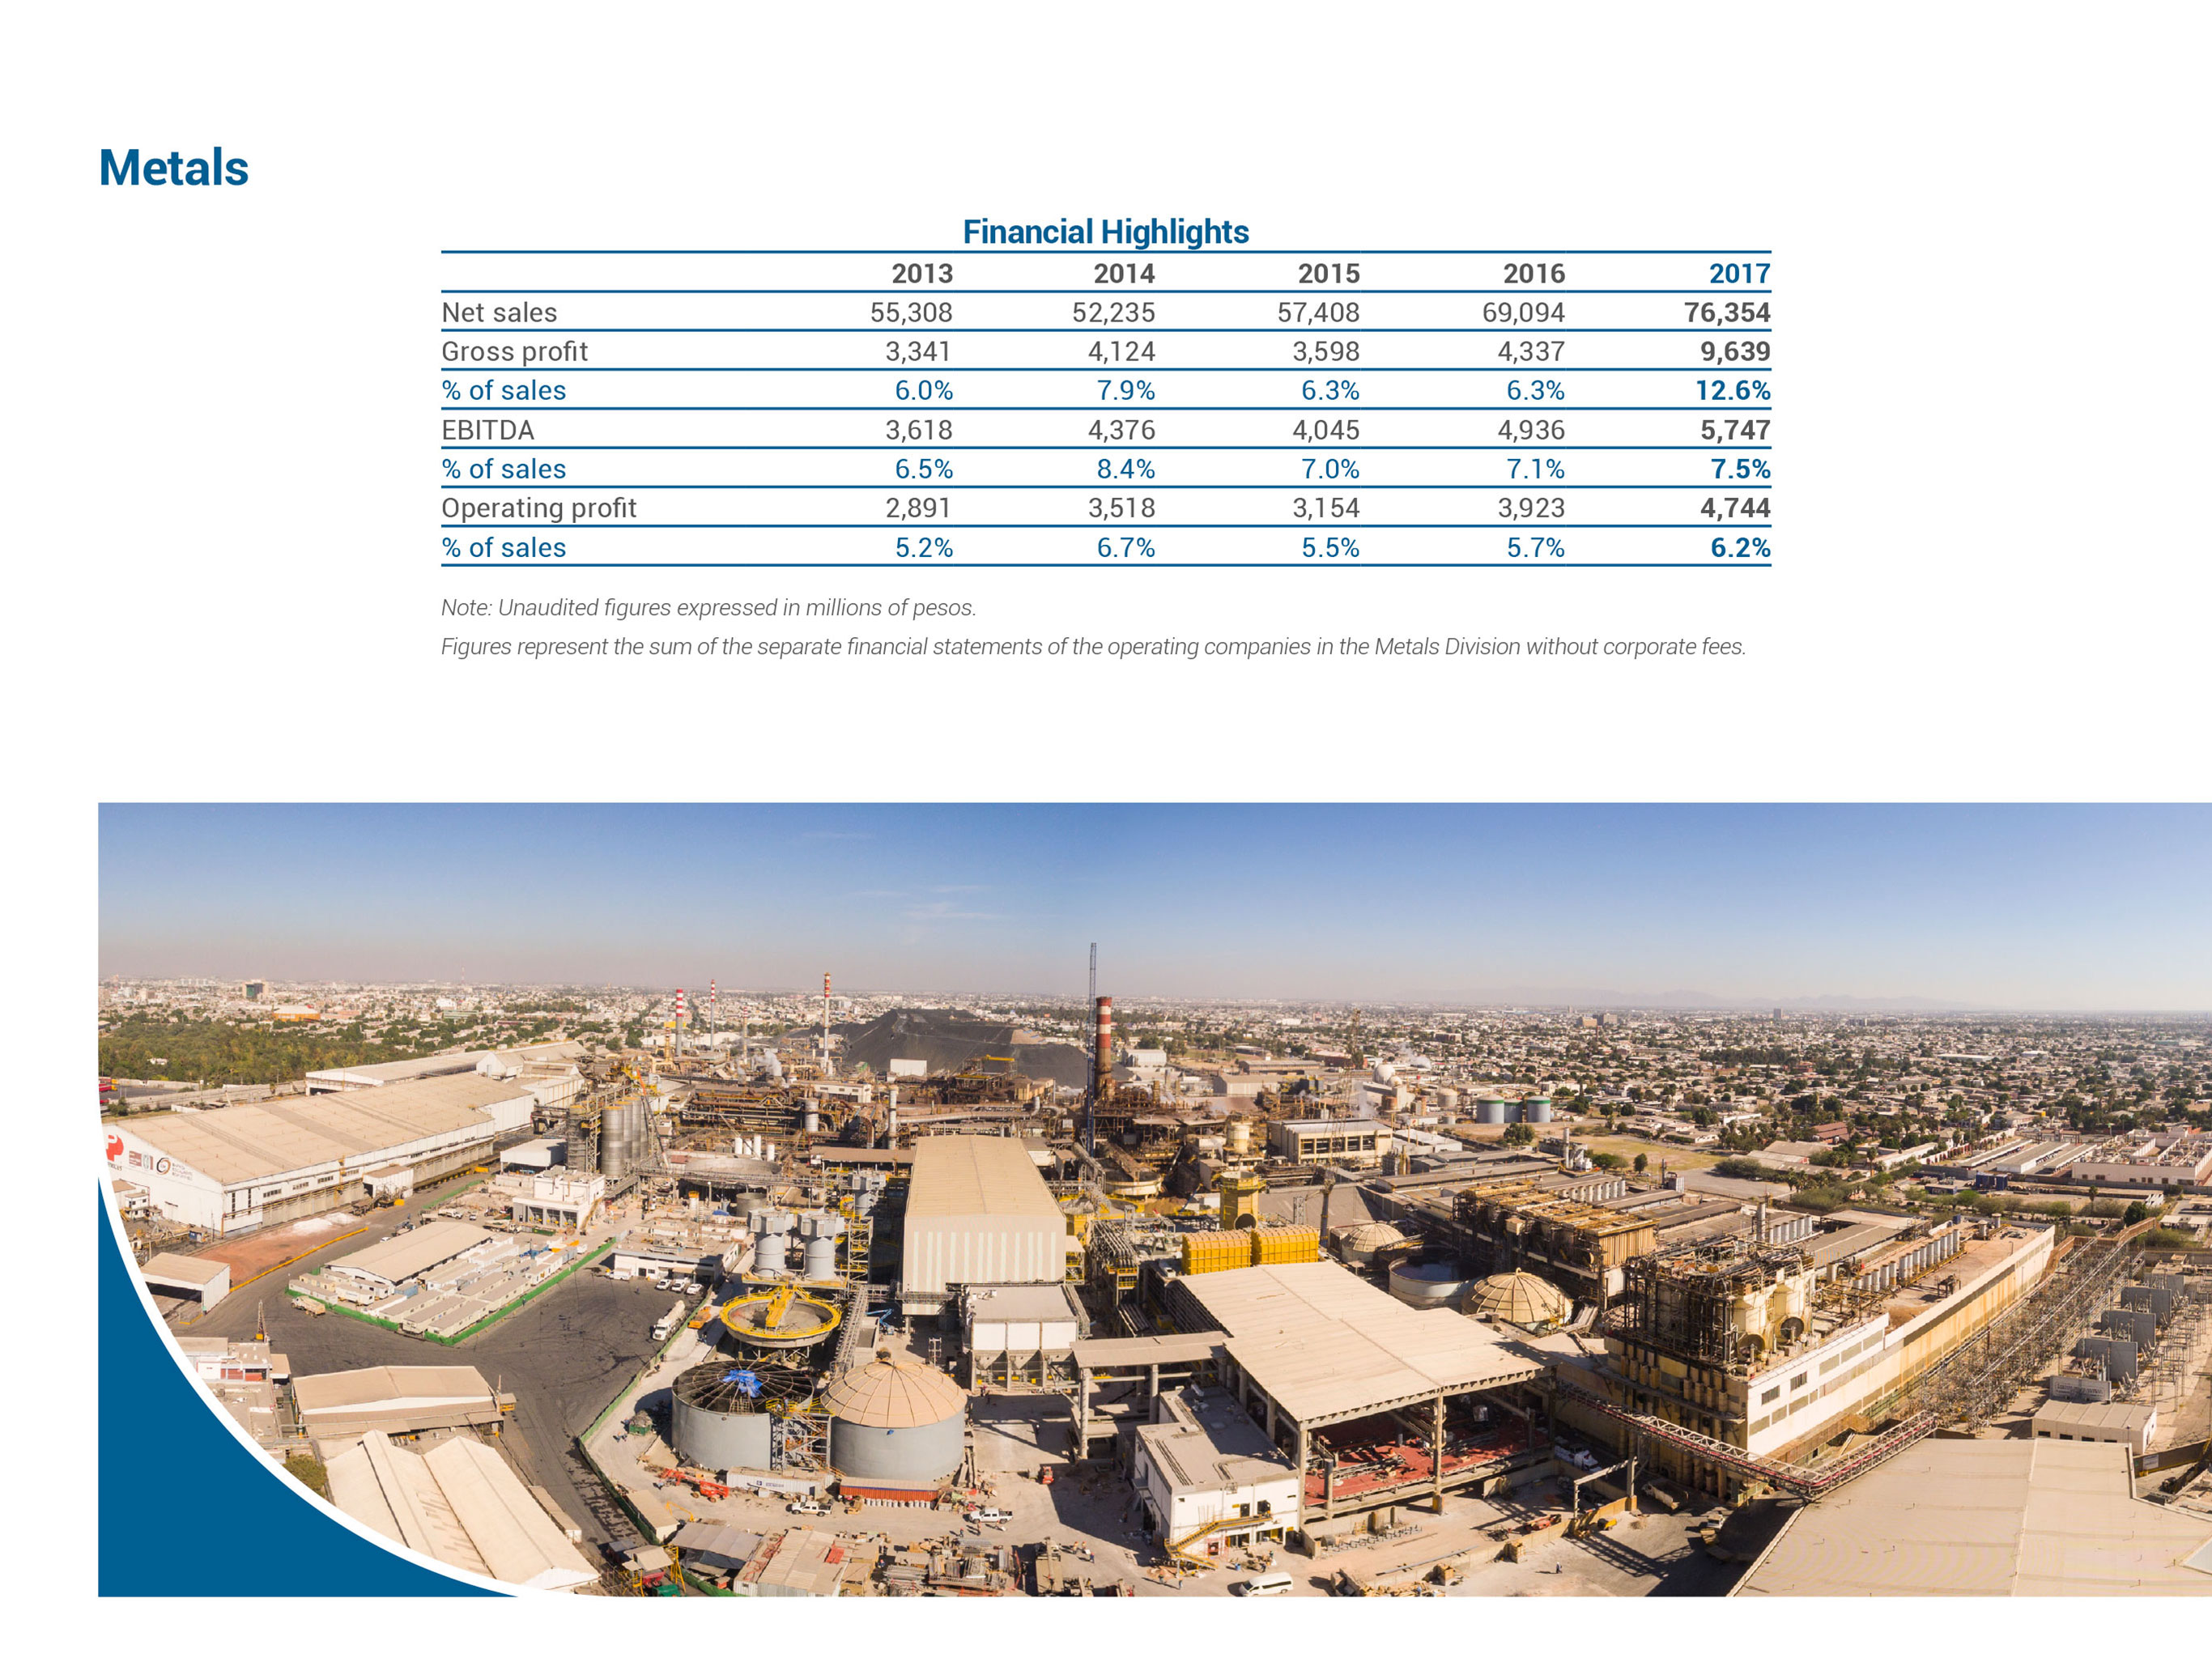 Metals
Financial Highlights
2013 2014 2015 2016 2017
Net sales 55,308 52,235 57,408 69,094 76,354
Gross profit 3,341 4,124 3,598 4,337 9,639
% of sales 6.0% 7.9% 6.3% 6.3% 12.6%
EBITDA 3,618 4,376 4,045 4,936 5,747
% of sales 6.5% 8.4% 7.0% 7.1% 7.5%
Operating profit 2,891 3,518 3,154 3,923 4,744
% of sales 5.2% 6.7% 5.5% 5.7% 6.2%
Note: Unaudited figures expressed in millions of pesos.
Figures represent the sum of the separate financial statements of the operating companies in the Metals Division without corporate fees.